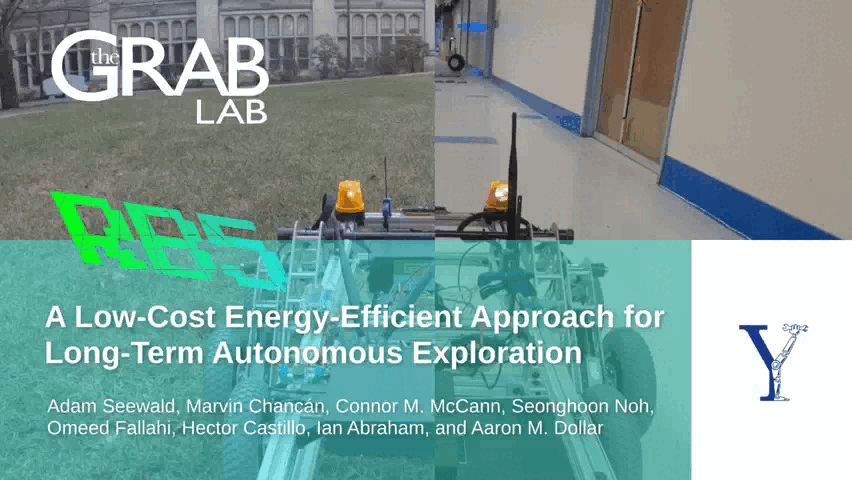 the
GRAB
LAB
RB5
A Low-Cost Energy-Efficient Approach for
Long-Term Autonomous Exploration
Adam Seewald, Marvin Chancán, Connor M. McCann, Seonghoon Noh,
Omeed Fallahi, Hector Castillo, Ian Abraham, and Aaron M. Dollar
Y